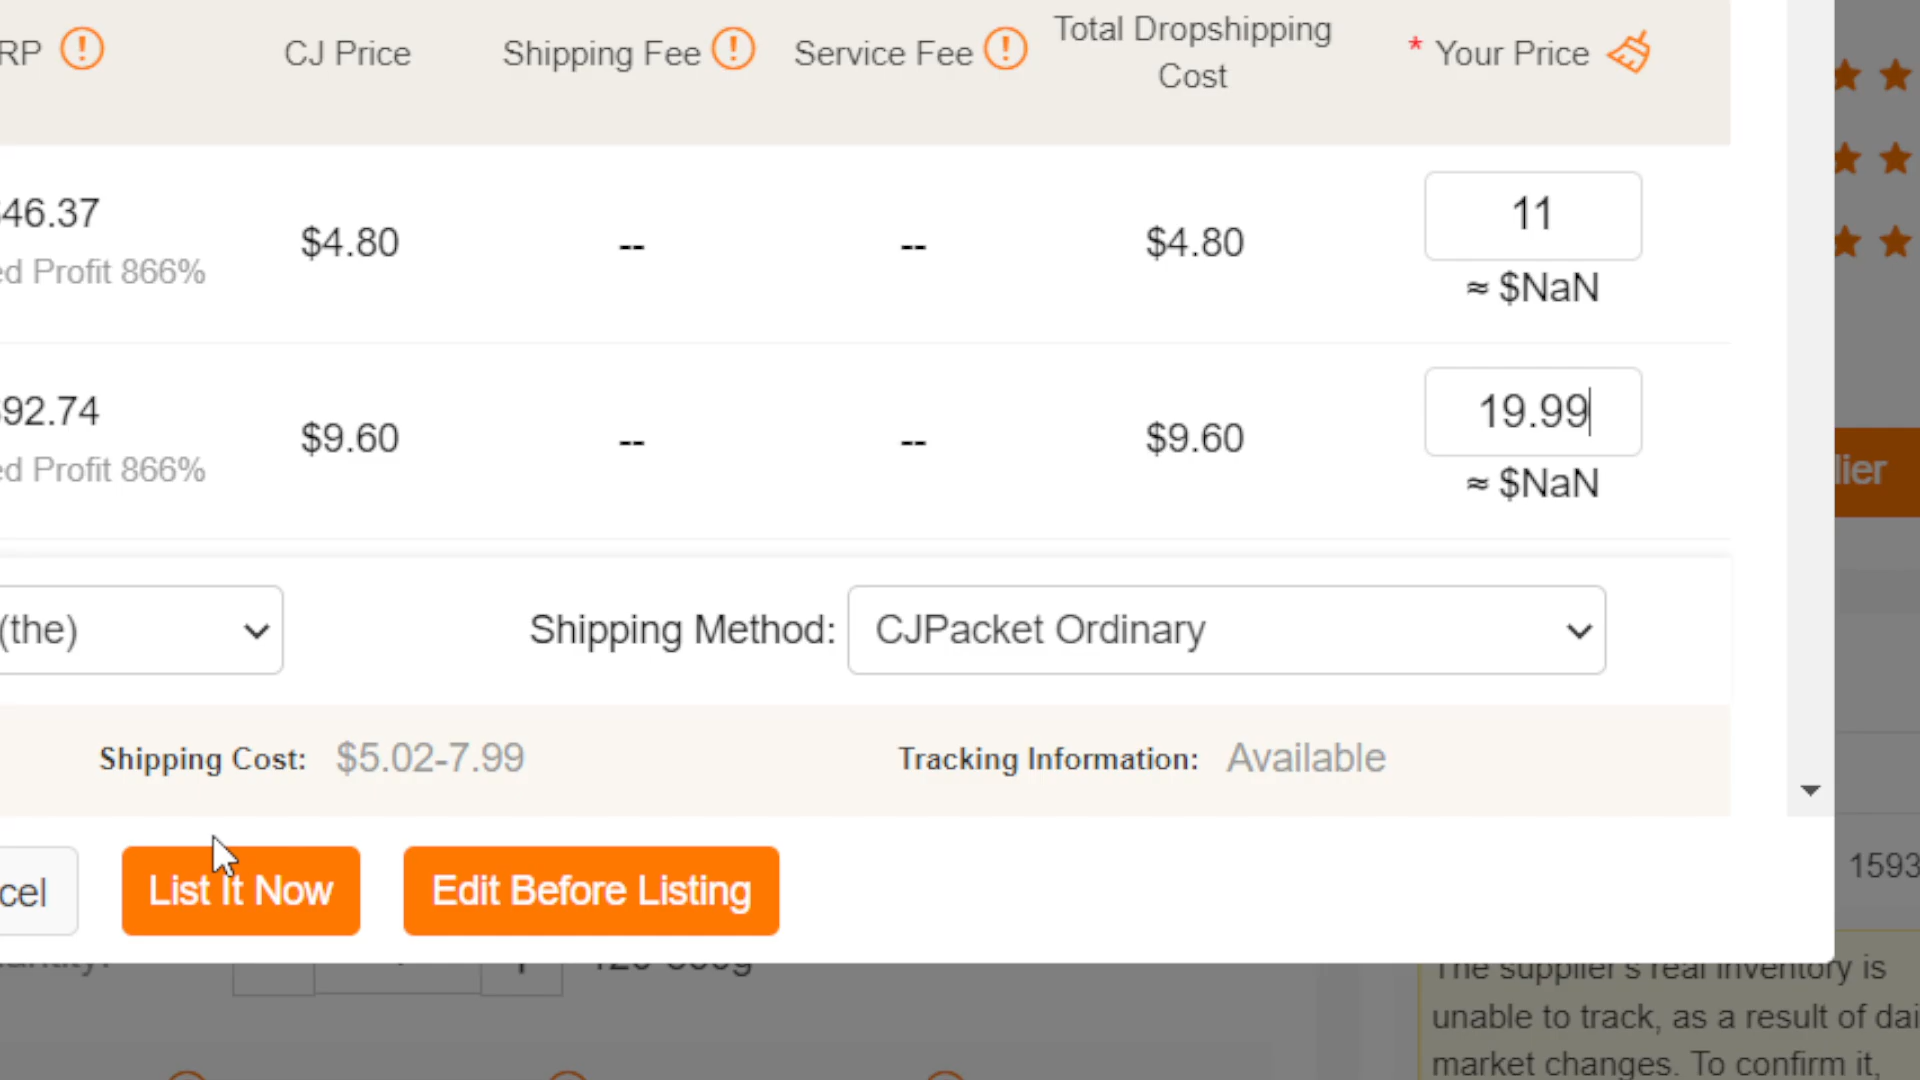 RP
CJ Price
Shipping Fee
Service Fee
Total Dropshipping
Cost
* Your Price
46.37
$4.80
--
--
$4.80
11
ed Profit 866%
≈ $NaN
92.74
$9.60
--
--
$9.60
19.99
ed Profit 866%
≈ $NaN
lier
(the)
Shipping Method:
CJPacket Ordinary
Shipping Cost: $5.02-7.99
Tracking Information: Available
cel
List It Now
Edit Before Listing
1593
The supplier's real inventory is
unable to track, as a result of dai
market changes. To confirm it,